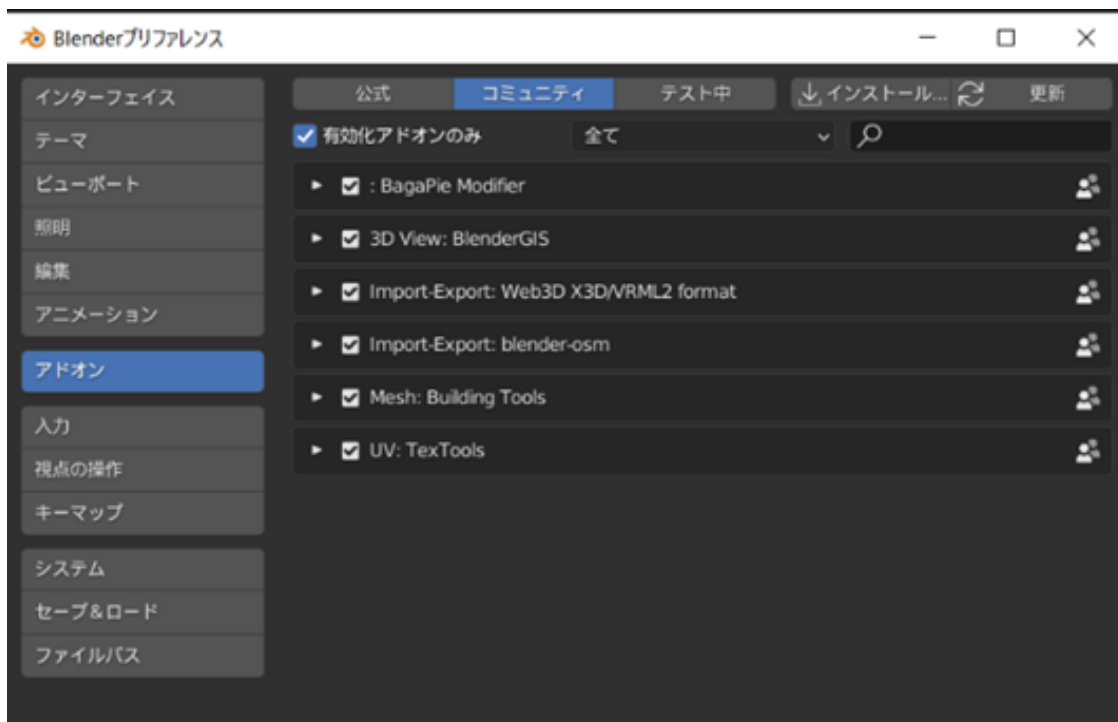 Blenderプリファレンス
インターフェイス
テーマ
ビューポート
照明
編集
アニメーション
アドオン
入力
視点の操作
キーマップ
システム
セーブ&ロード
ファイルパス
公式 コミュニティ テスト中 インストール... 更新
有効化アドオンのみ 全て
: BagaPie Modifier
3D View: BlenderGIS
Import-Export: Web3D X3D/VRML2 format
Import-Export: blender-osm
Mesh: Building Tools
UV: TexTools